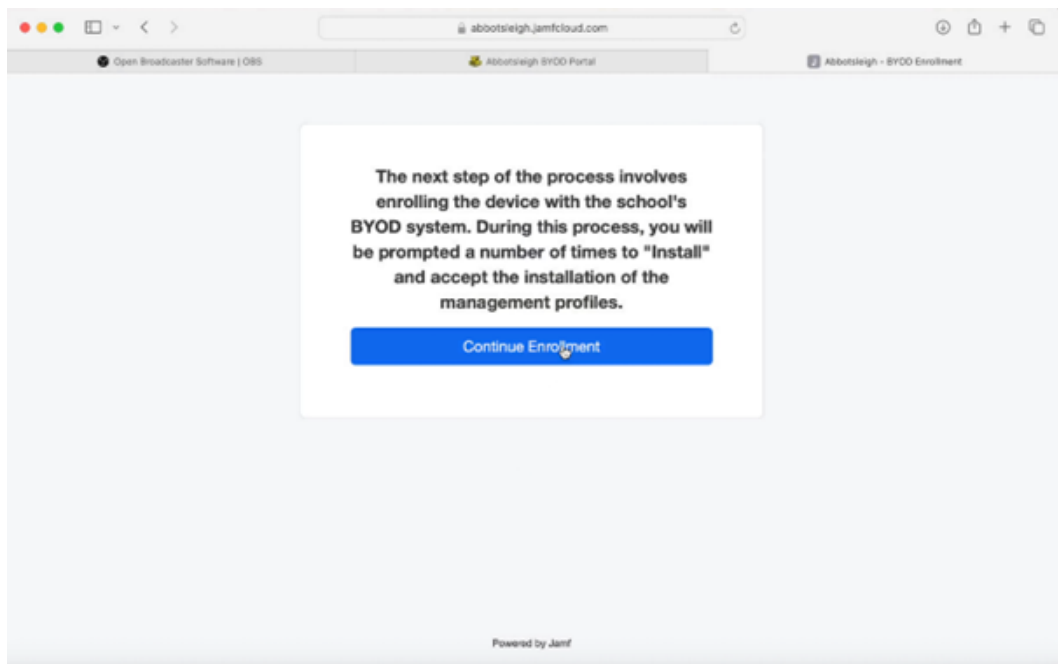 abbotsleigh.jamfcloud.com
Open Broadcaster Software | OBS
Abbotsleigh BYOD Portal
Abbotsleigh - BYOD Enrollment
The next step of the process involves
enrolling the device with the school's
BYOD system. During this process, you will
be prompted a number of times to "Install"
and accept the installation of the
management profiles.
Continue Enrollment
Powered by Jamf